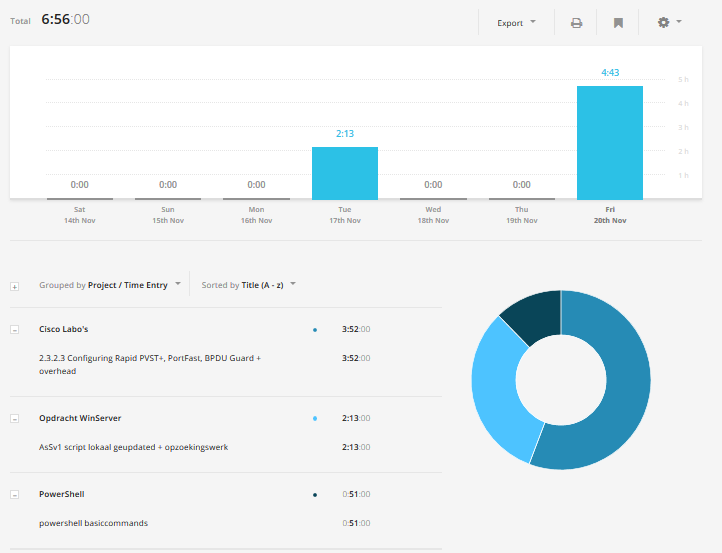 Total 6:56:00 Export
4:43
5 h
4 h
3 h
2:13
2 h
1 h
0:00 0:00 0:00 0:00 0:00
Sat Sun Mon Tue Wed Thu Fri
14th Nov 15th Nov 16th Nov 17th Nov 18th Nov 19th Nov 20th Nov
Grouped by Project / Time Entry Sorted by Title (A - z)
Cisco Labo's 3:52:00
2.3.2.3 Configuring Rapid PVST+, PortFast, BPDU Guard + 3:52:00
overhead
Opdracht WinServer 2:13:00
AsSv1 script lokaal geupdated + opzoekingswerk 2:13:00
PowerShell 0:51:00
powershell basiccommands 0:51:00